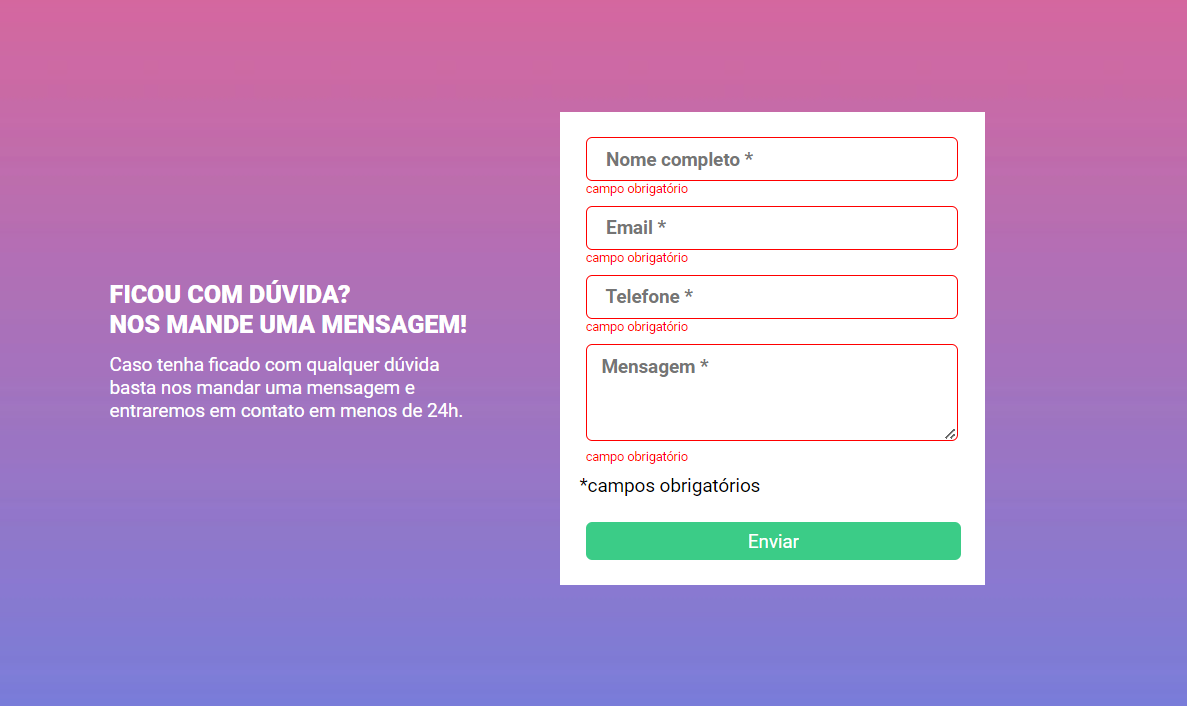 FICOU COM DÚVIDA?
NOS MANDE UMA MENSAGEM!
Caso tenha ficado com qualquer dúvida
basta nos mandar uma mensagem e
entraremos em contato em menos de 24h.
Nome completo *
campo obrigatório
Email *
campo obrigatório
Telefone *
campo obrigatório
Mensagem *
campo obrigatório
*campos obrigatórios
Enviar